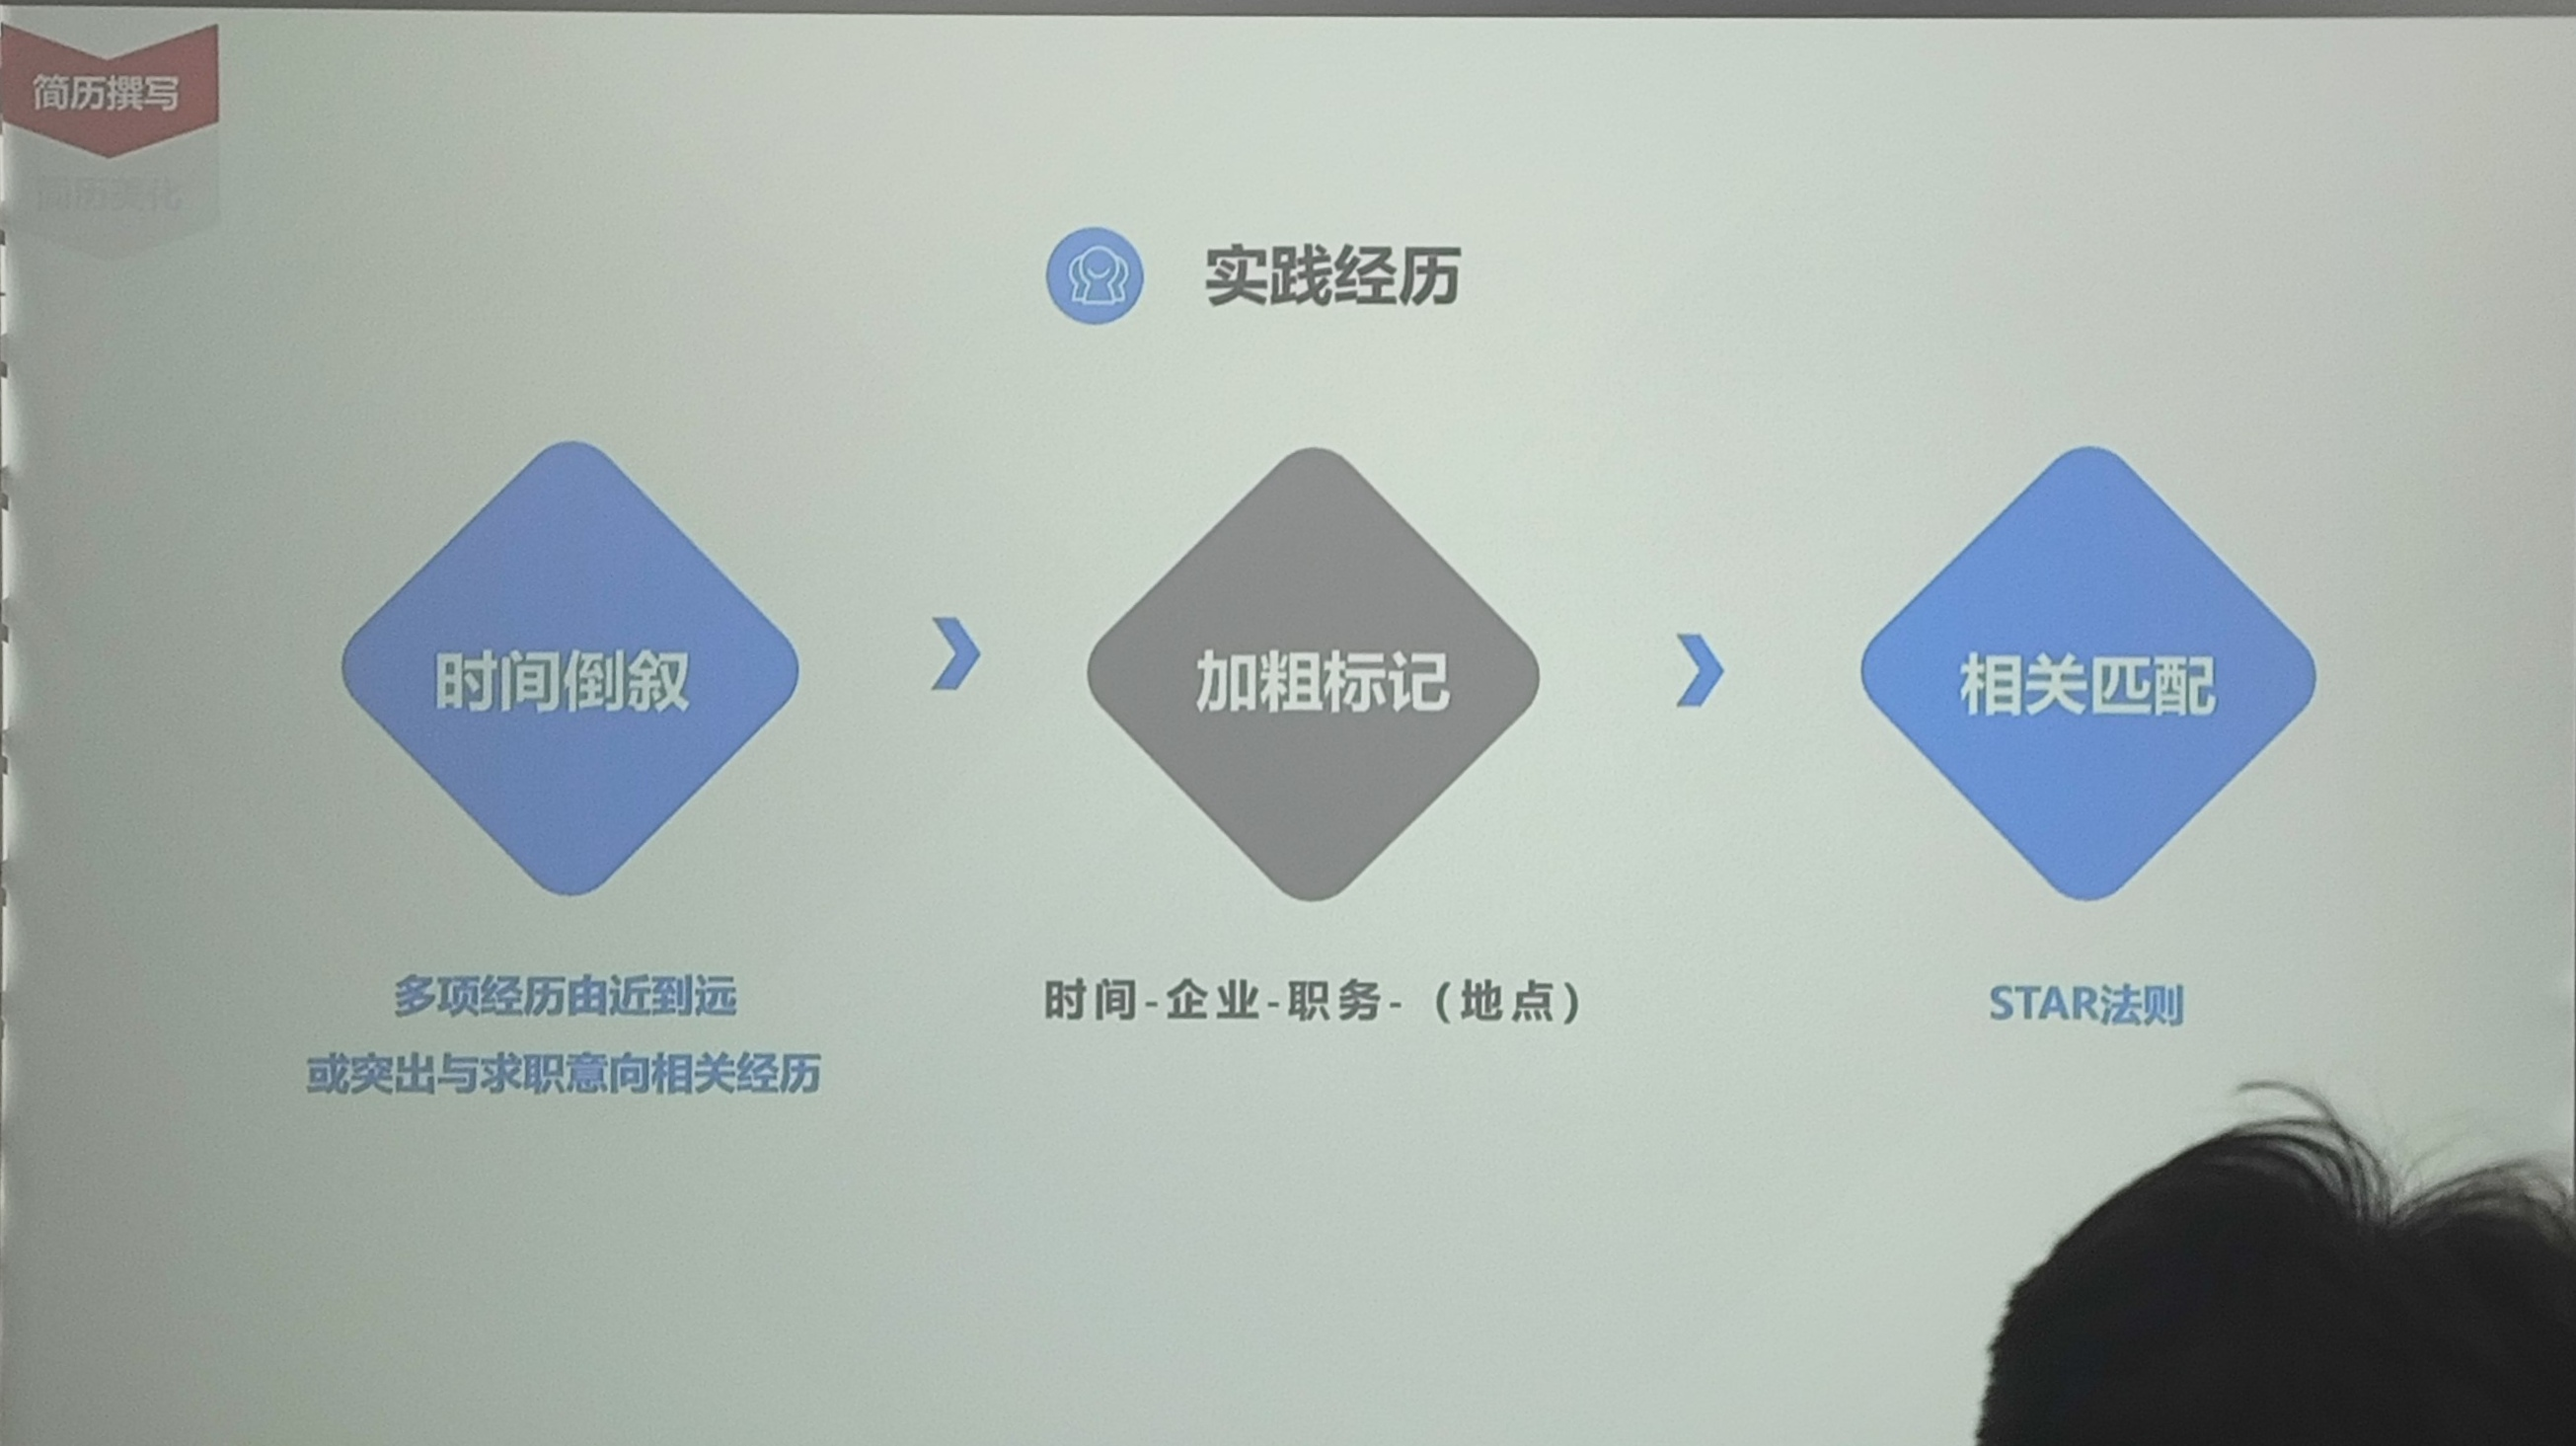 简历撰写
简历美化
实践经历
时间倒叙
加粗标记
相关匹配
多项经历由近到远
或突出与求职意向相关经历
时间-企业-职务-（地点）
STAR法则